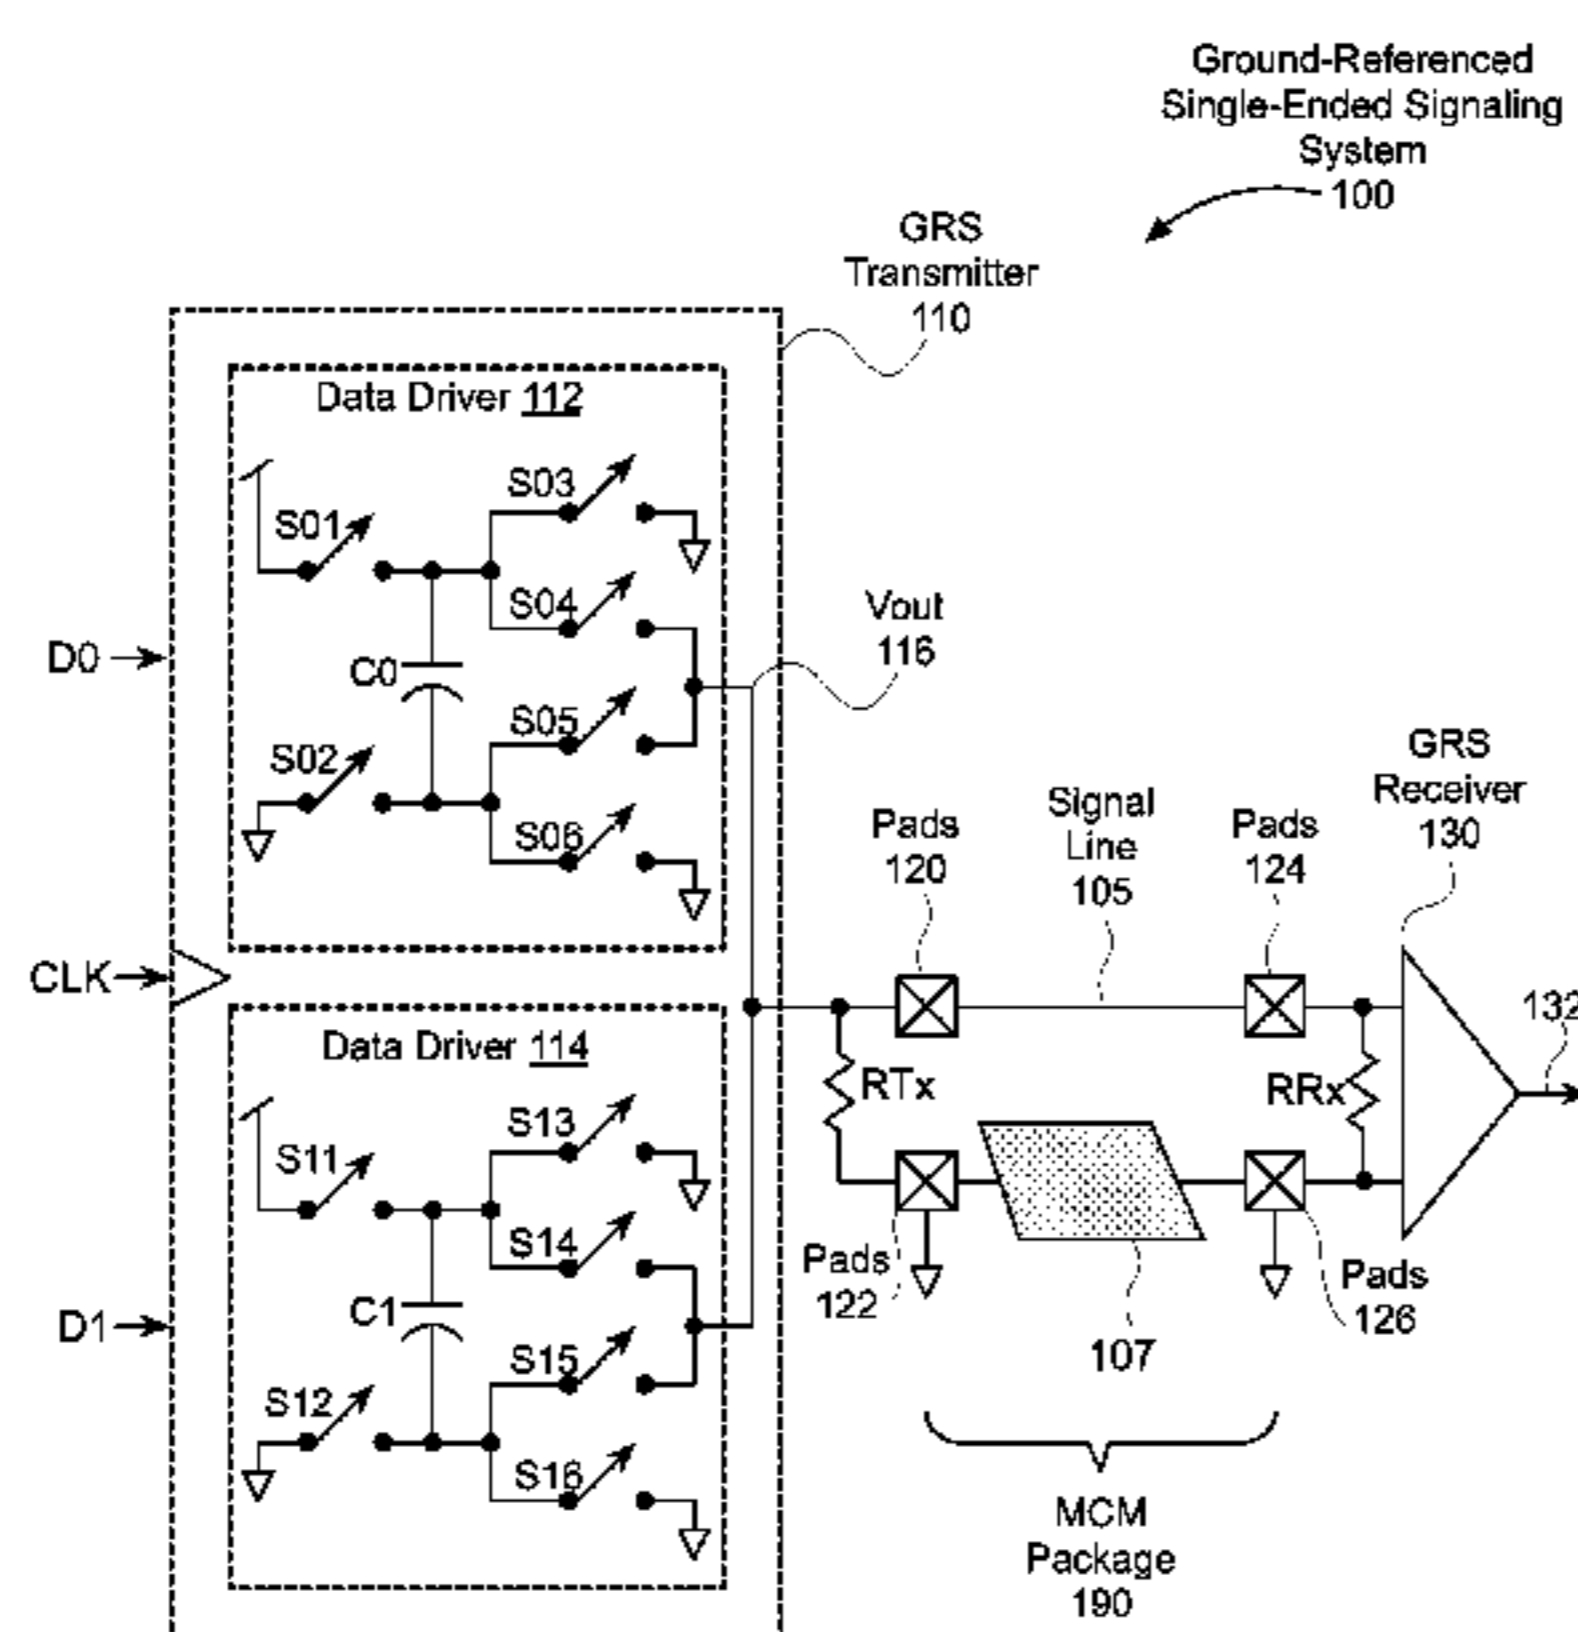 Ground-Referenced
Single-Ended Signaling
System
100
GRS
Transmitter
110
Data Driver 112
S01
S03
S04
C0
S05
S02
S06
D0
Vout
116
CLK
Data Driver 114
S11
S13
S14
C1
S15
S12
S16
D1
Pads
120
Signal
Line
105
Pads
124
GRS
Receiver
130
132
RTx
RRx
Pads
122
107
Pads
126
MCM
Package
190